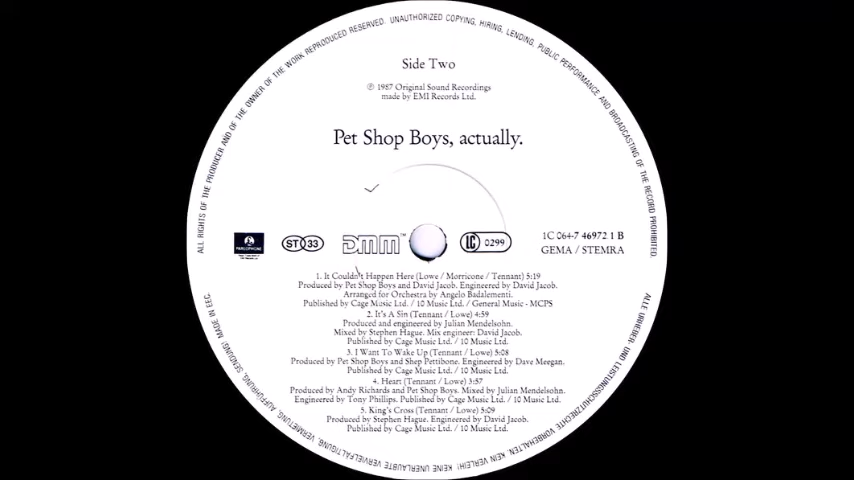 ALL RIGHTS OF THE PRODUCER AND OF THE OWNER OF THE WORK REPRODUCED RESERVED. UNAUTHORIZED COPYING, HIRING, LENDING, PUBLIC PERFORMANCE AND BROADCASTING OF THE RECORD PROHIBITED.
Side Two
℗ 1987 Original Sound Recordings
made by EMI Records Ltd.
Pet Shop Boys, actually.
PARLOPHONE
ST 33
DMM™
LC 0299
1C 064-7 46972 1 B
GEMA / STEMRA
1. It Couldn't Happen Here (Lowe / Morricone / Tennant) 5:19
Produced by Pet Shop Boys and David Jacob. Engineered by David Jacob.
Arranged for Orchestra by Angelo Badalementi.
Published by Cage Music Ltd. / 10 Music Ltd. / General Music - MCPS
2. It's A Sin (Tennant / Lowe) 4:59
Produced and engineered by Julian Mendelsohn.
Mixed by Stephen Hague. Mix engineer: David Jacob.
Published by Cage Music Ltd. / 10 Music Ltd.
3. I Want To Wake Up (Tennant / Lowe) 5:08
Produced by Pet Shop Boys and Shep Pettibone. Engineered by Dave Meegan.
Published by Cage Music Ltd. / 10 Music Ltd.
4. Heart (Tennant / Lowe) 3:57
Produced by Andy Richards and Pet Shop Boys. Mixed by Julian Mendelsohn.
Engineered by Tony Phillips. Published by Cage Music Ltd. / 10 Music Ltd.
5. King's Cross (Tennant / Lowe) 5:09
Produced by Stephen Hague. Engineered by David Jacob.
Published by Cage Music Ltd. / 10 Music Ltd.
ALLE URHEBER- UND LEISTUNGSSCHUTZRECHTE VORBEHALTEN. KEIN VERLEIH! KEINE UNERLAUBTE VERVIELFÄLTIGUNG, VERMIETUNG, AUFFÜHRUNG, SENDUNG! MADE IN EEC.